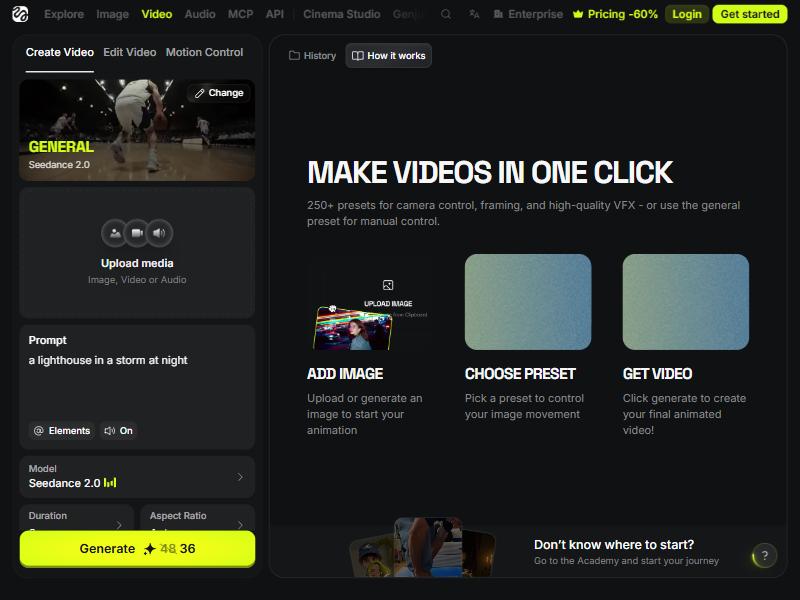 Explore Image Video Audio MCP API Cinema Studio Enterprise Pricing -60% Login Get started
Create Video Edit Video Motion Control
History How it works
Change
GENERAL
Seedance 2.0
Upload media
Image, Video or Audio
Prompt
a lighthouse in a storm at night
Elements On
Model
Seedance 2.0
Duration Aspect Ratio
Generate 48 36
MAKE VIDEOS IN ONE CLICK
250+ presets for camera control, framing, and high-quality VFX - or use the general
preset for manual control.
UPLOAD IMAGE
from Clipboard
ADD IMAGE
Upload or generate an
image to start your
animation
CHOOSE PRESET
Pick a preset to control
your image movement
GET VIDEO
Click generate to create
your final animated
video!
Don't know where to start?
Go to the Academy and start your journey
?